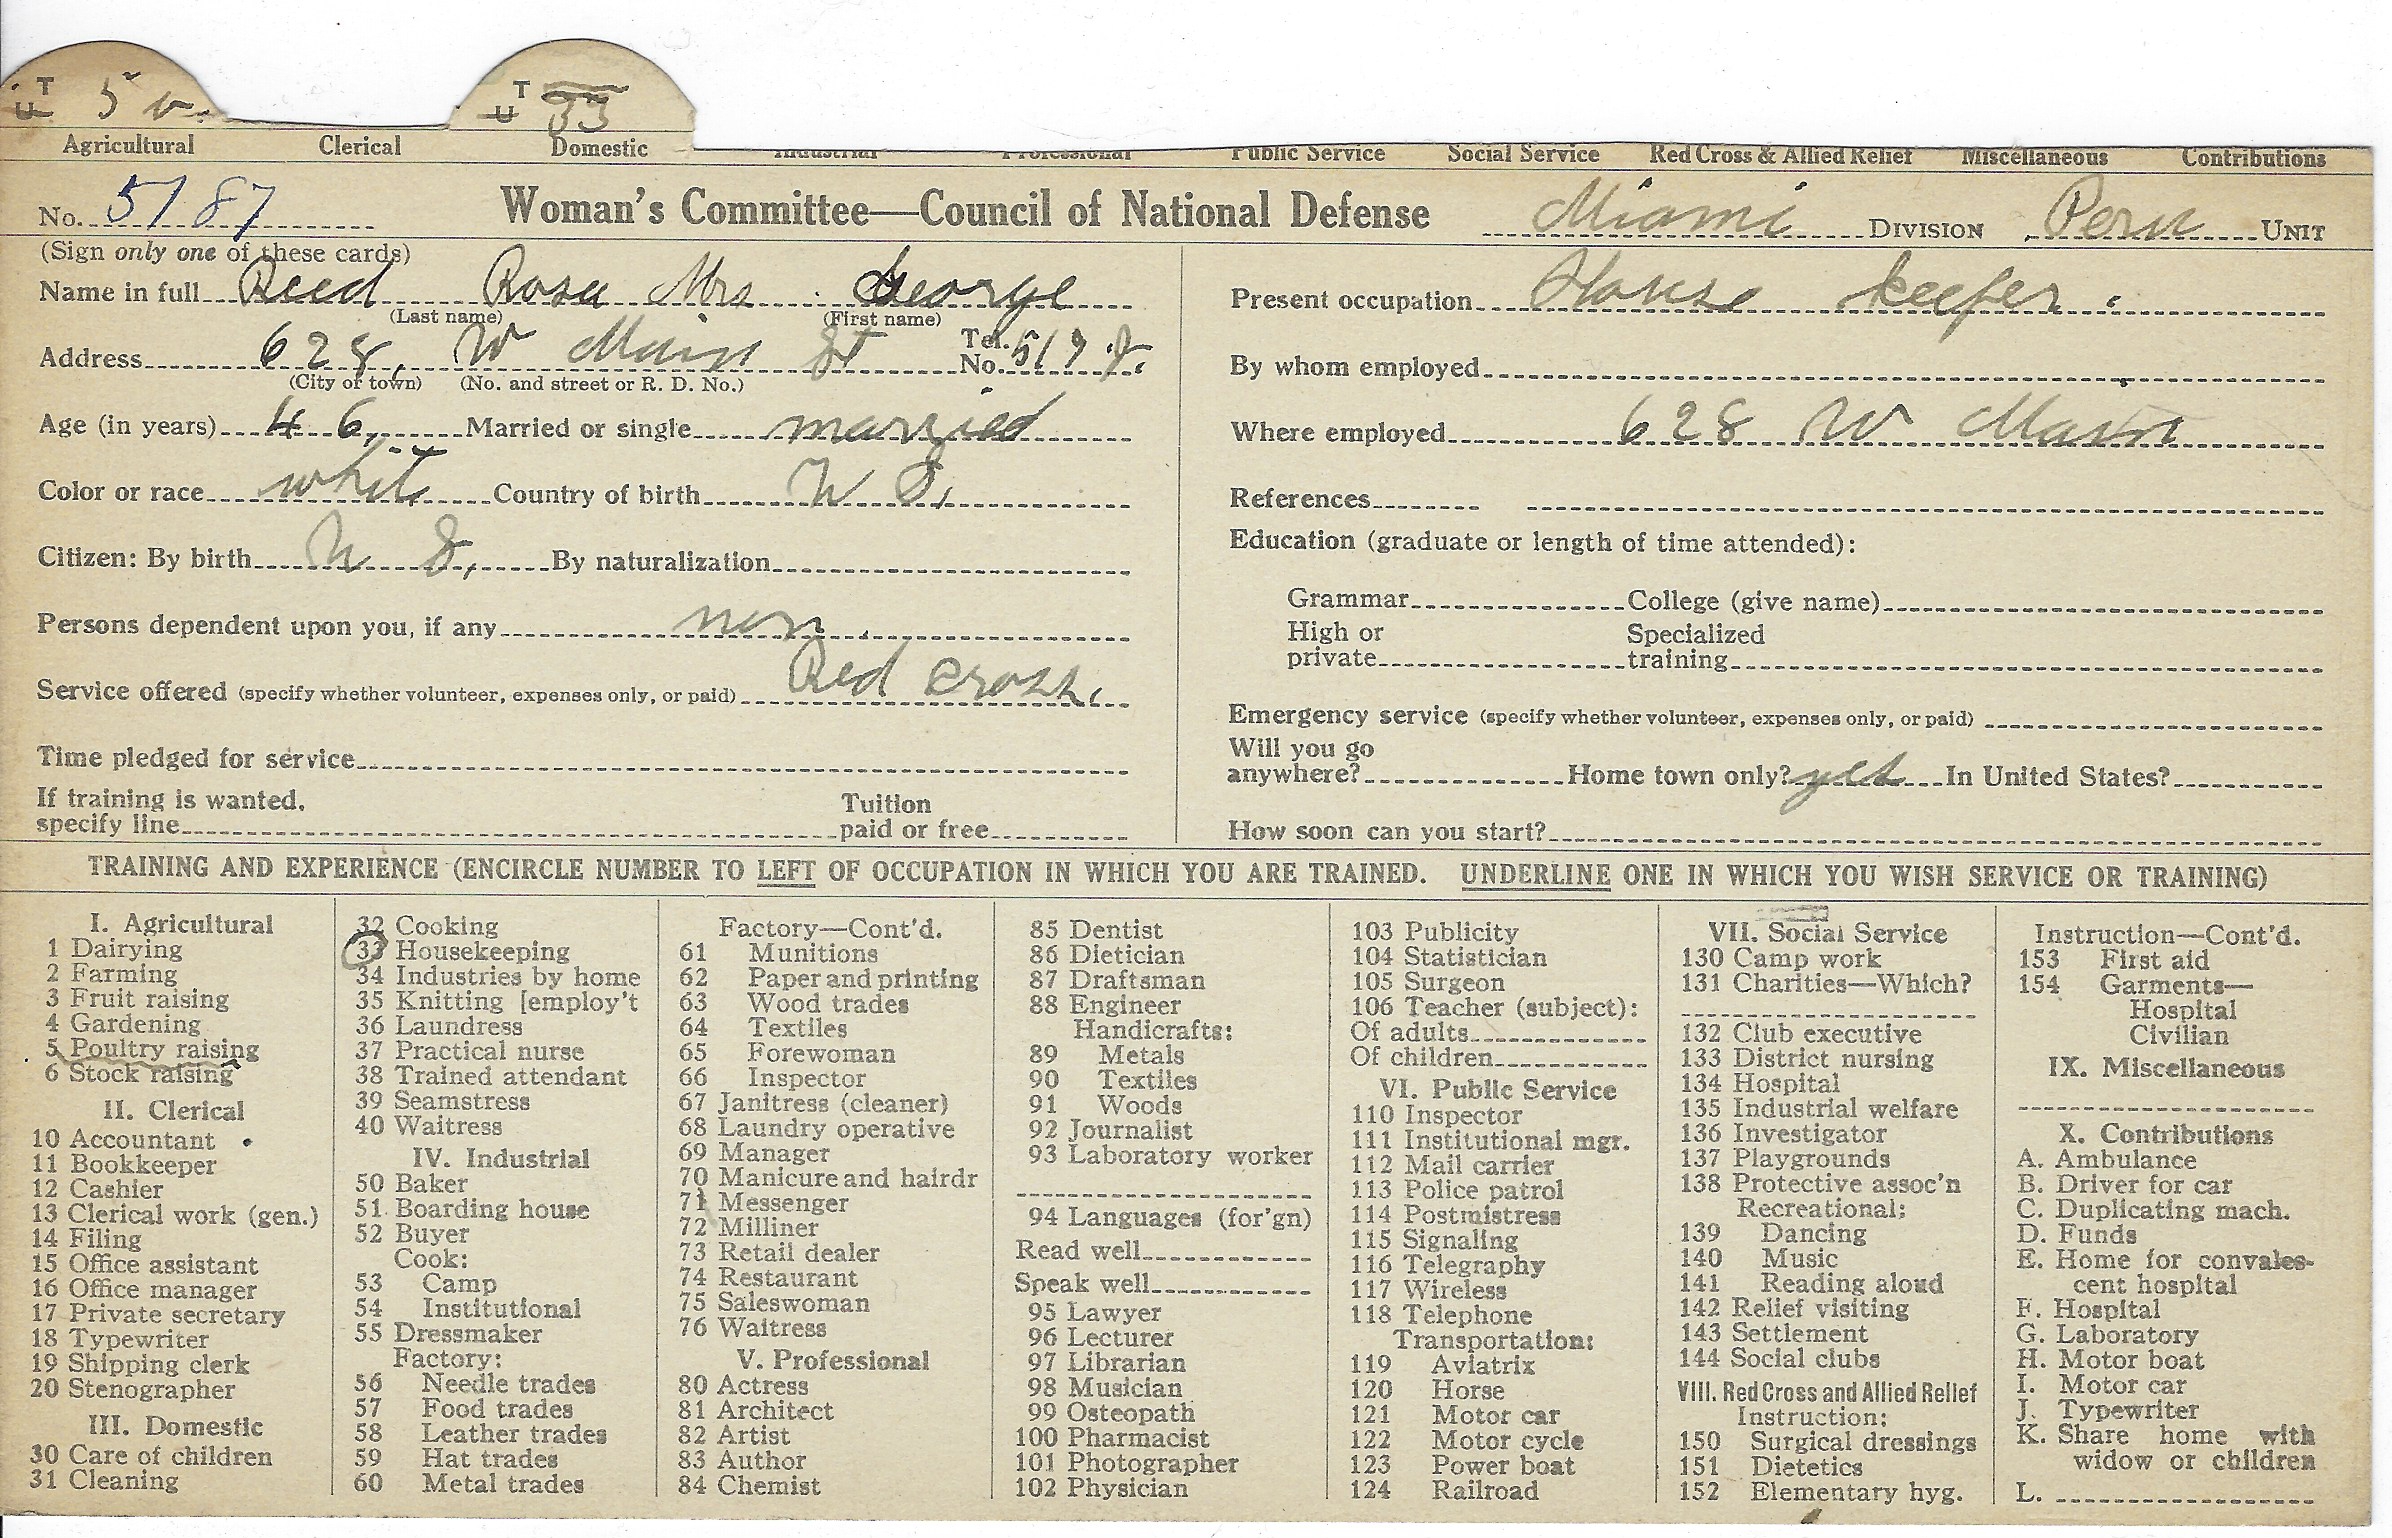 T U 5 v. T U 33
Agricultural Clerical Domestic Industrial Professional Public Service Social Service Red Cross & Allied Relief Miscellaneous Contributions
No. 5187 Woman's Committee—Council of National Defense Miami DIVISION Peru UNIT
(Sign only one of these cards)
Name in full Reed Rosa Mrs George
(Last name) (First name)
Address 628, W Main St Tel. No. 517 J.
(City or town) (No. and street or R. D. No.)
Age (in years) 46, Married or single married
Color or race white Country of birth U S,
Citizen: By birth U S, By naturalization
Persons dependent upon you, if any non
Service offered (specify whether volunteer, expenses only, or paid) Red Cross.
Time pledged for service
If training is wanted, specify line Tuition paid or free
Present occupation House keeper.
By whom employed
Where employed 628 W Main
References
Education (graduate or length of time attended):
Grammar College (give name)
High or private Specialized training
Emergency service (specify whether volunteer, expenses only, or paid)
Will you go anywhere? Home town only? yes In United States?
How soon can you start?
TRAINING AND EXPERIENCE (ENCIRCLE NUMBER TO LEFT OF OCCUPATION IN WHICH YOU ARE TRAINED. UNDERLINE ONE IN WHICH YOU WISH SERVICE OR TRAINING)
I. Agricultural
1 Dairying
2 Farming
3 Fruit raising
4 Gardening
5 Poultry raising
6 Stock raising
II. Clerical
10 Accountant
11 Bookkeeper
12 Cashier
13 Clerical work (gen.)
14 Filing
15 Office assistant
16 Office manager
17 Private secretary
18 Typewriter
19 Shipping clerk
20 Stenographer
III. Domestic
30 Care of children
31 Cleaning
32 Cooking
33 Housekeeping
34 Industries by home
35 Knitting [employ't
36 Laundress
37 Practical nurse
38 Trained attendant
39 Seamstress
40 Waitress
IV. Industrial
50 Baker
51 Boarding house
52 Buyer
Cook:
53 Camp
54 Institutional
55 Dressmaker
Factory:
56 Needle trades
57 Food trades
58 Leather trades
59 Hat trades
60 Metal trades
Factory—Cont'd.
61 Munitions
62 Paper and printing
63 Wood trades
64 Textiles
65 Forewoman
66 Inspector
67 Janitress (cleaner)
68 Laundry operative
69 Manager
70 Manicure and hairdr
71 Messenger
72 Milliner
73 Retail dealer
74 Restaurant
75 Saleswoman
76 Waitress
V. Professional
80 Actress
81 Architect
82 Artist
83 Author
84 Chemist
85 Dentist
86 Dietician
87 Draftsman
88 Engineer
Handicrafts:
89 Metals
90 Textiles
91 Woods
92 Journalist
93 Laboratory worker
94 Languages (for'gn)
Read well
Speak well
95 Lawyer
96 Lecturer
97 Librarian
98 Musician
99 Osteopath
100 Pharmacist
101 Photographer
102 Physician
103 Publicity
104 Statistician
105 Surgeon
106 Teacher (subject):
Of adults
Of children
VI. Public Service
110 Inspector
111 Institutional mgr.
112 Mail carrier
113 Police patrol
114 Postmistress
115 Signaling
116 Telegraphy
117 Wireless
118 Telephone
Transportation:
119 Aviatrix
120 Horse
121 Motor car
122 Motor cycle
123 Power boat
124 Railroad
VII. Social Service
130 Camp work
131 Charities—Which?
132 Club executive
133 District nursing
134 Hospital
135 Industrial welfare
136 Investigator
137 Playgrounds
138 Protective assoc'n
Recreational:
139 Dancing
140 Music
141 Reading aloud
142 Relief visiting
143 Settlement
144 Social clubs
VIII. Red Cross and Allied Relief
Instruction:
150 Surgical dressings
151 Dietetics
152 Elementary hyg.
Instruction—Cont'd.
153 First aid
154 Garments—
Hospital
Civilian
IX. Miscellaneous
X. Contributions
A. Ambulance
B. Driver for car
C. Duplicating mach.
D. Funds
E. Home for convales-
cent hospital
F. Hospital
G. Laboratory
H. Motor boat
I. Motor car
J. Typewriter
K. Share home with
widow or children
L.